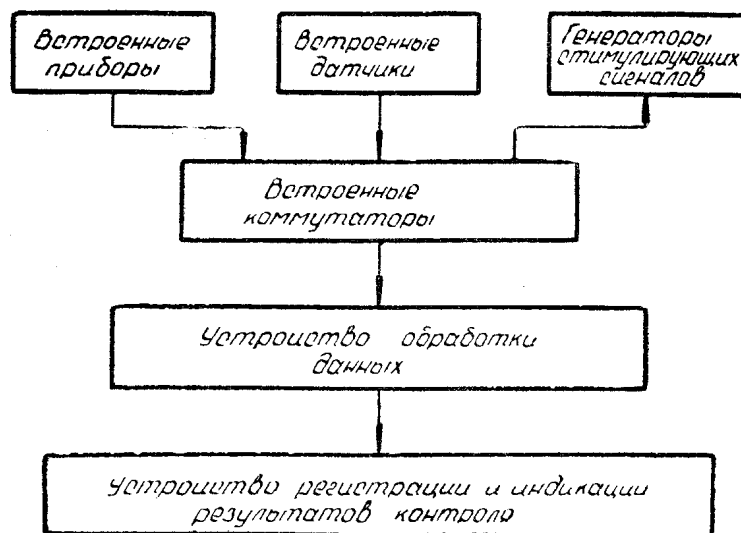 Встроенные
приборы
Встроенные
датчики
Генераторы
стимулирующих
сигналов
Встроенные
коммутаторы
Устройство обработки
данных
Устройство регистрации и индикации
результатов контроля